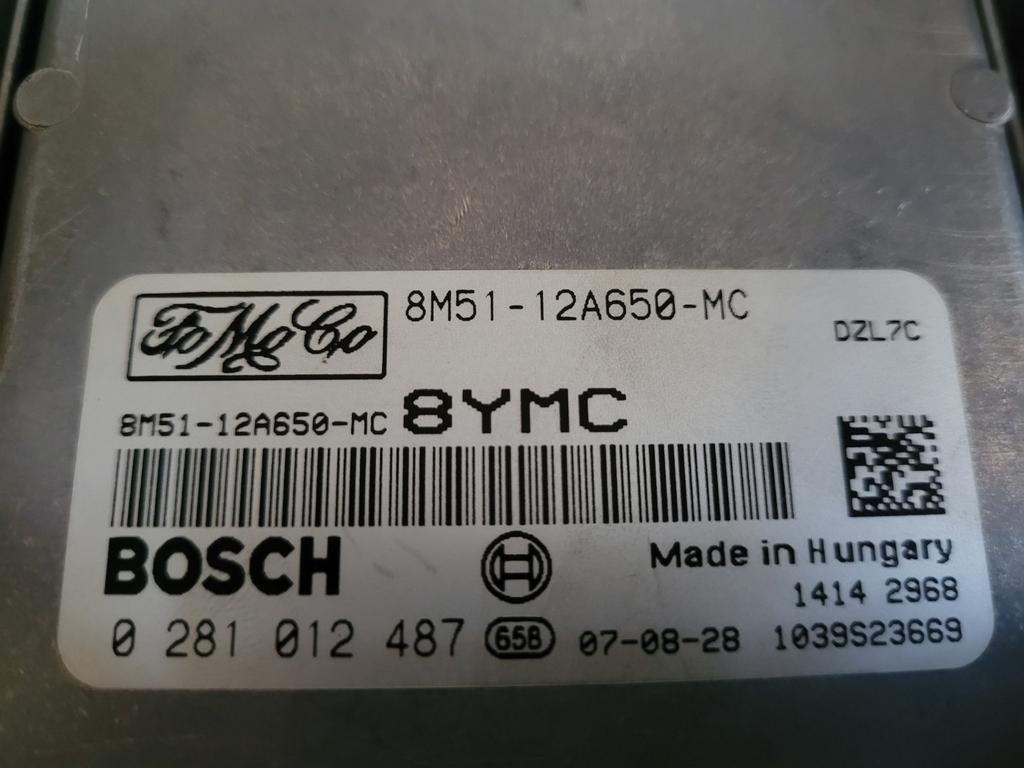 FoMoCo 8M51-12A650-MC
DZL7C
8M51-12A650-MC 8YMC
BOSCH Made in Hungary
1414 2968
0 281 012 487 65B 07-08-28 1039S23669